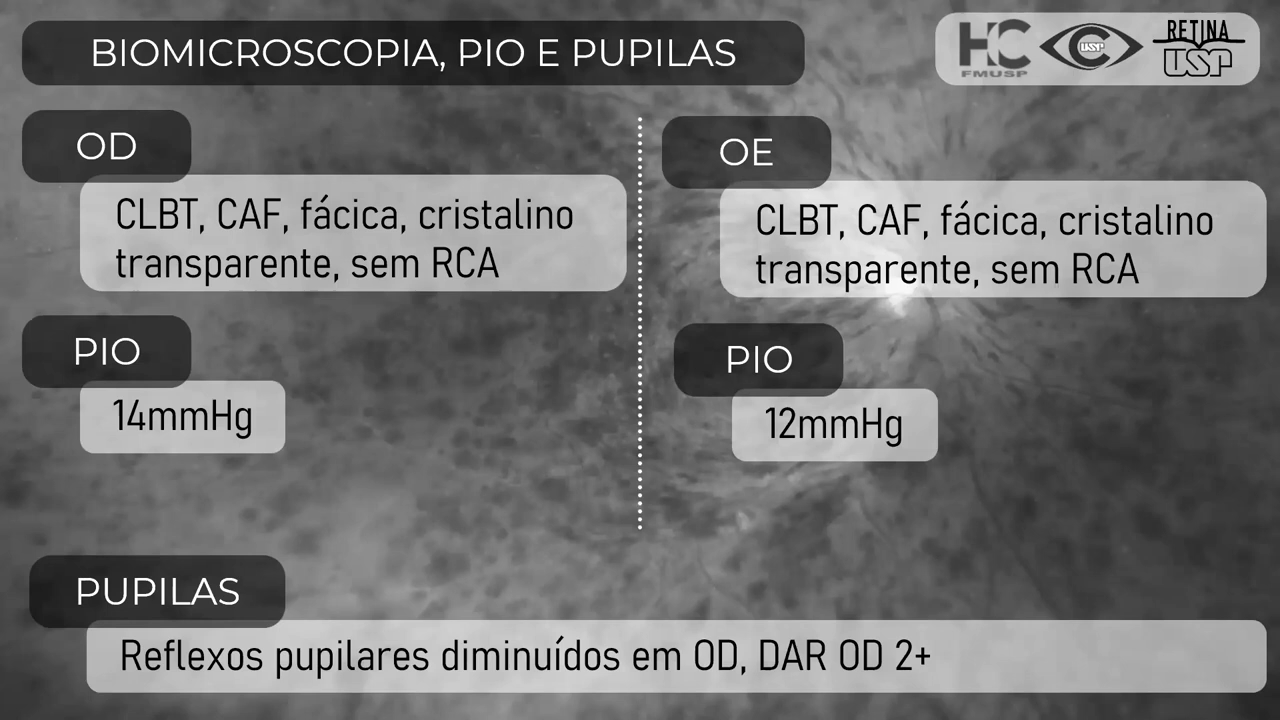 BIOMICROSCOPIA, PIO E PUPILAS
HC
FMUSP
C
USP
RETINA
USP
OD
CLBT, CAF, fácica, cristalino
transparente, sem RCA
PIO
14mmHg
OE
CLBT, CAF, fácica, cristalino
transparente, sem RCA
PIO
12mmHg
PUPILAS
Reflexos pupilares diminuídos em OD, DAR OD 2+